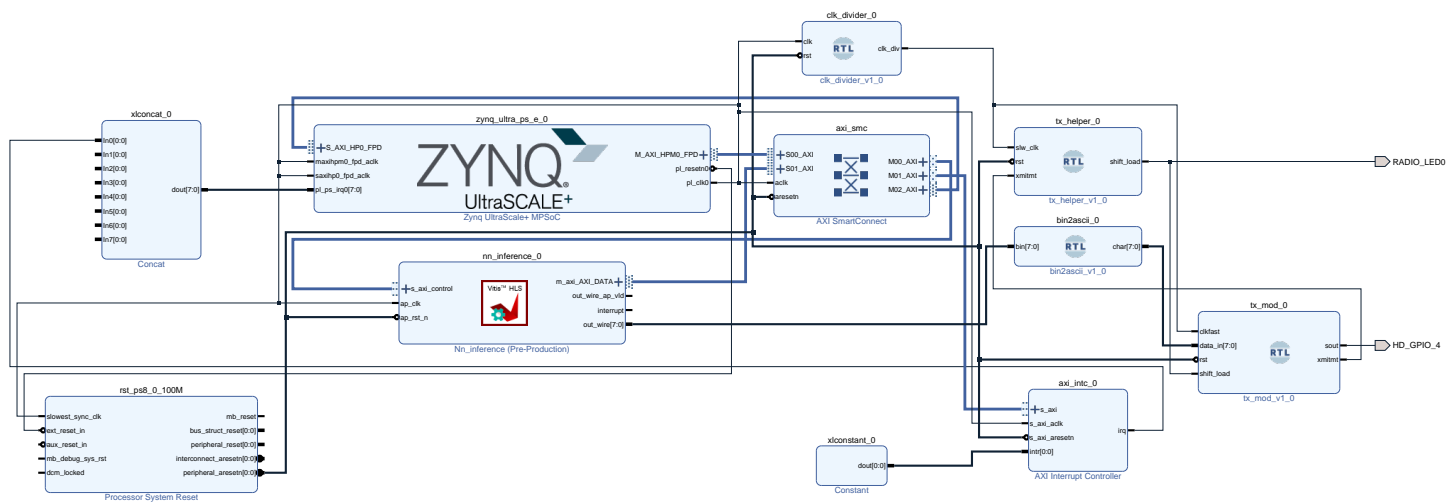 clk_divider_0
clk
rst
clk_div
RTL
clk_divider_v1_0
xlconcat_0
In0[0:0]
In1[0:0]
In2[0:0]
In3[0:0]
In4[0:0]
In5[0:0]
In6[0:0]
In7[0:0]
dout[7:0]
Concat
zynq_ultra_ps_e_0
S_AXI_HP0_FPD
maxihpm0_fpd_aclk
saxihp0_fpd_aclk
pl_ps_irq0[7:0]
ZYNQ®
UltraSCALE+
M_AXI_HPM0_FPD
pl_resetn0
pl_clk0
Zynq UltraScale+ MPSoC
axi_smc
S00_AXI
S01_AXI
aclk
aresetn
M00_AXI
M01_AXI
M02_AXI
AXI SmartConnect
tx_helper_0
slw_clk
rst
xmitmt
RTL
shift_load
tx_helper_v1_0
RADIO_LED0
bin2ascii_0
bin[7:0]
RTL
char[7:0]
bin2ascii_v1_0
nn_inference_0
s_axi_control
ap_clk
ap_rst_n
Vitis™ HLS
m_axi_AXI_DATA
out_wire_ap_vld
interrupt
out_wire[7:0]
Nn_inference (Pre-Production)
tx_mod_0
clkfast
data_in[7:0]
rst
shift_load
RTL
sout
xmitmt
tx_mod_v1_0
HD_GPIO_4
rst_ps8_0_100M
slowest_sync_clk
ext_reset_in
aux_reset_in
mb_debug_sys_rst
dcm_locked
mb_reset
bus_struct_reset[0:0]
peripheral_reset[0:0]
interconnect_aresetn[0:0]
peripheral_aresetn[0:0]
Processor System Reset
xlconstant_0
dout[0:0]
Constant
axi_intc_0
s_axi
s_axi_aclk
s_axi_aresetn
intr[0:0]
irq
AXI Interrupt Controller